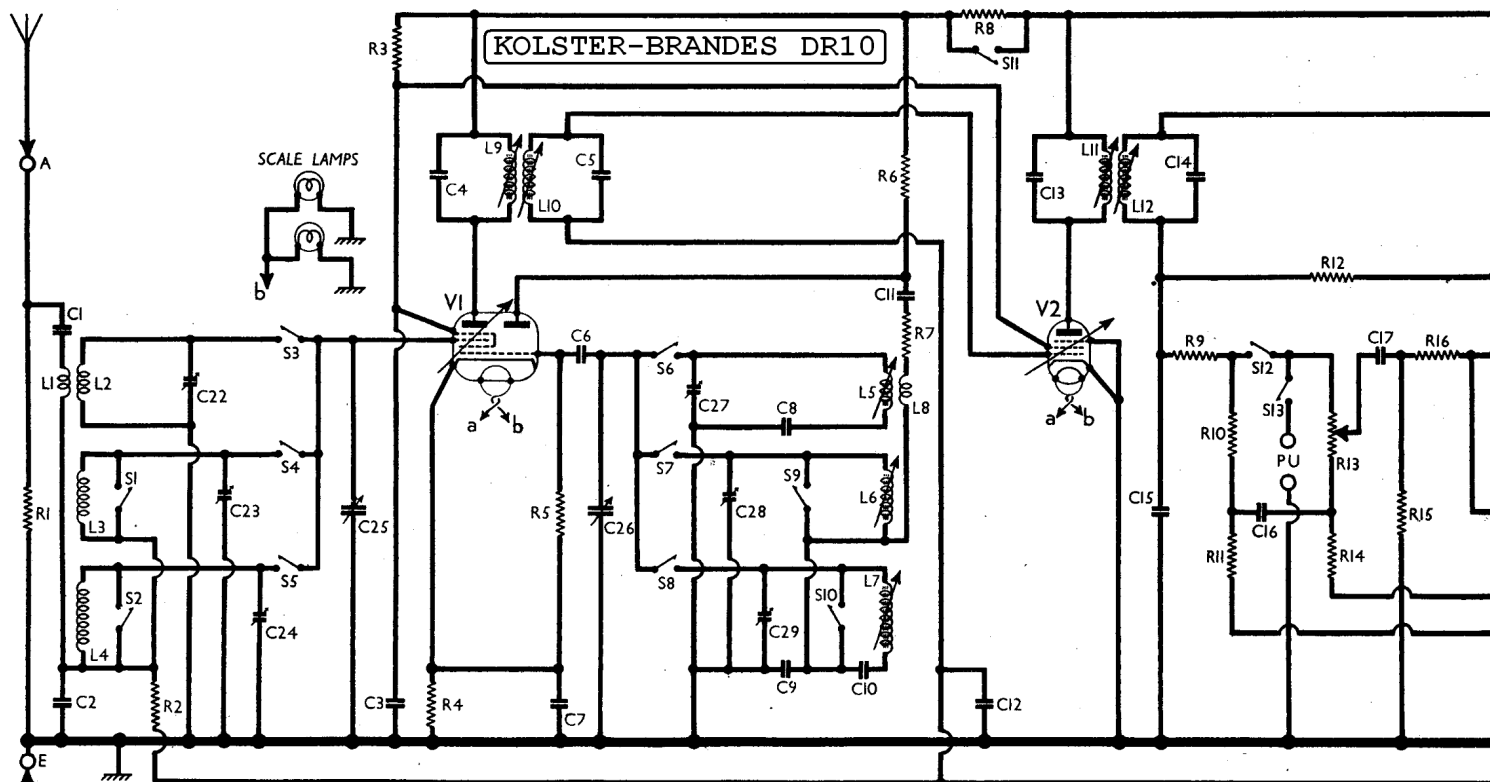 R8
R3
KOLSTER-BRANDES DR10
S11
A
SCALE LAMPS
L9
C5
C4
L10
R6
L11
C14
C13
L12
b
R12
C1
V1
C11
V2
S3
C6
R7
C17
R9
R16
L1
L2
S6
S12
C22
L5
C27
L8
a
b
C8
a
b
S13
R10
R13
S4
S7
PU
S1
S9
L6
R1
L3
C23
C25
R5
C26
C28
C15
C16
R15
S5
S8
L7
R11
R14
S2
S10
C24
C29
L4
C2
R2
C3
R4
C7
C9
C10
C12
E